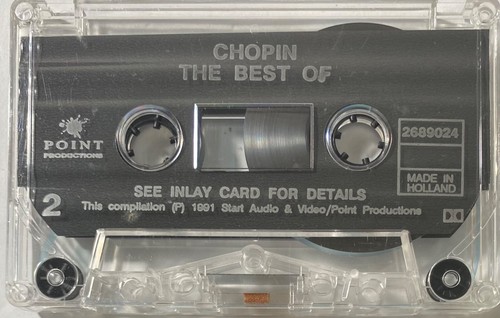 CHOPIN
THE BEST OF
POINT
PRODUCTIONS
2689024
MADE IN
HOLLAND
SEE INLAY CARD FOR DETAILS
2
This compilation (P) 1991 Start Audio & Video/Point Productions